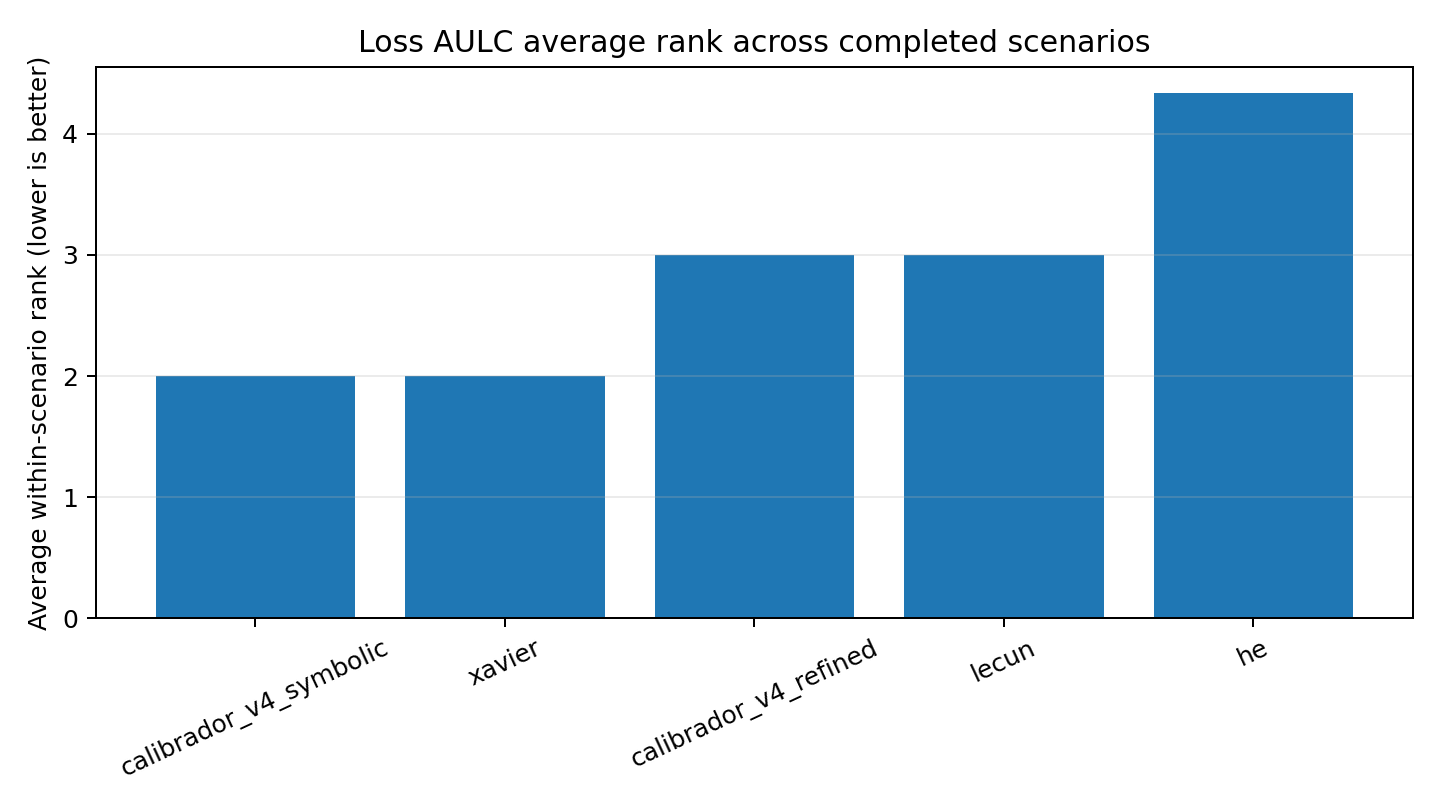 Loss AULC average rank across completed scenarios
Average within-scenario rank (lower is better)
4
3
2
1
0
calibrador_v4_symbolic
xavier
calibrador_v4_refined
lecun
he